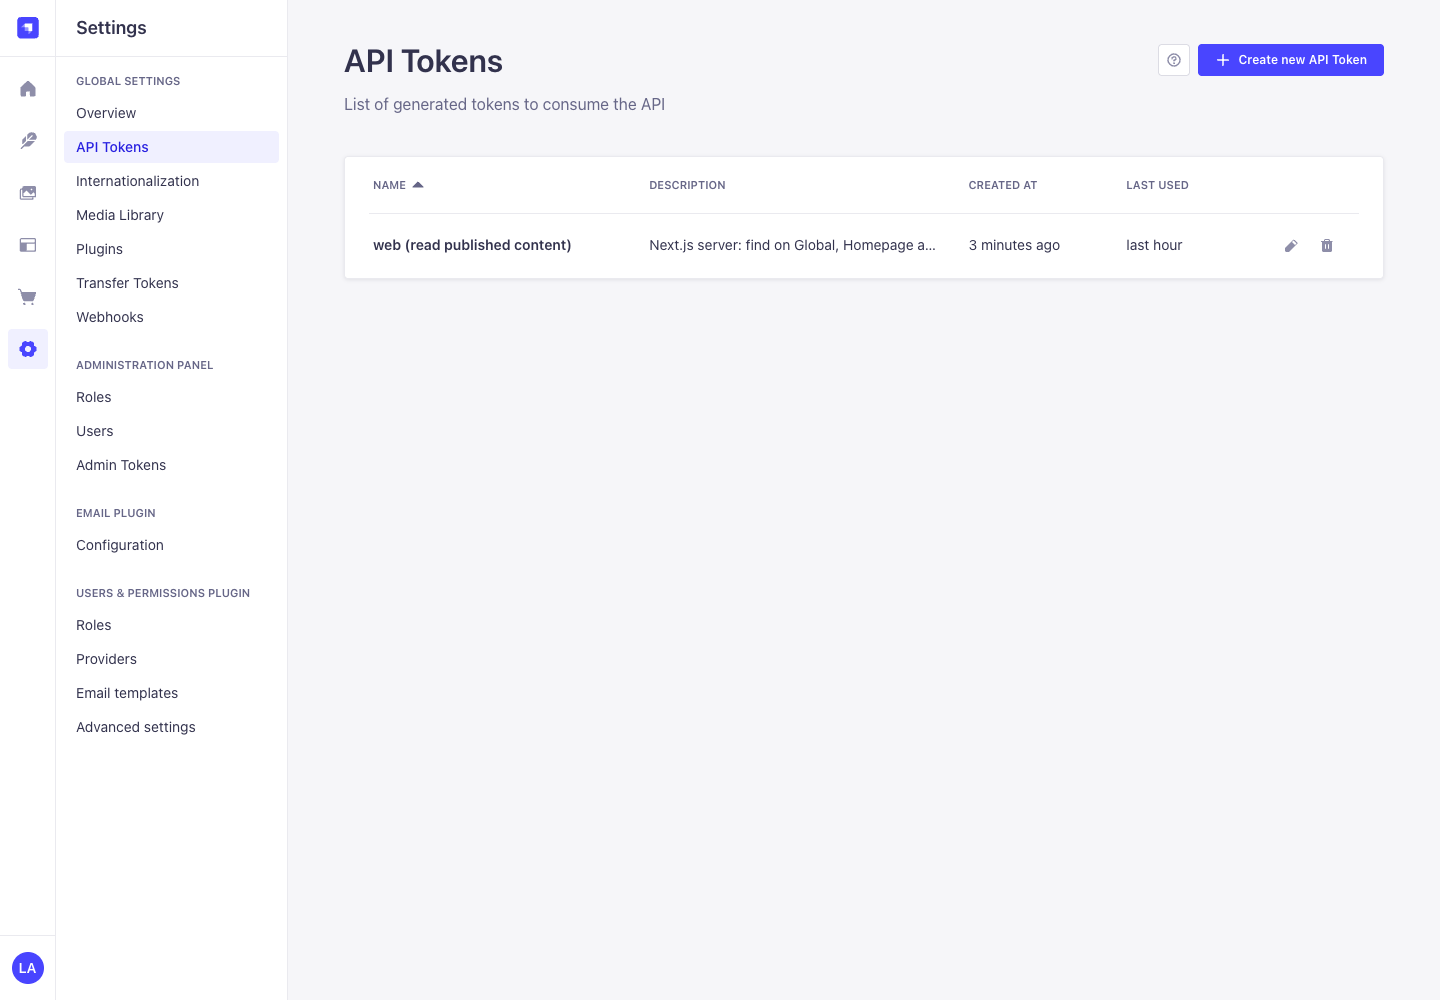 Settings
GLOBAL SETTINGS
Overview
API Tokens
Internationalization
Media Library
Plugins
Transfer Tokens
Webhooks
ADMINISTRATION PANEL
Roles
Users
Admin Tokens
EMAIL PLUGIN
Configuration
USERS & PERMISSIONS PLUGIN
Roles
Providers
Email templates
Advanced settings
LA
API Tokens
Create new API Token
List of generated tokens to consume the API
NAME DESCRIPTION CREATED AT LAST USED
web (read published content) Next.js server: find on Global, Homepage a... 3 minutes ago last hour